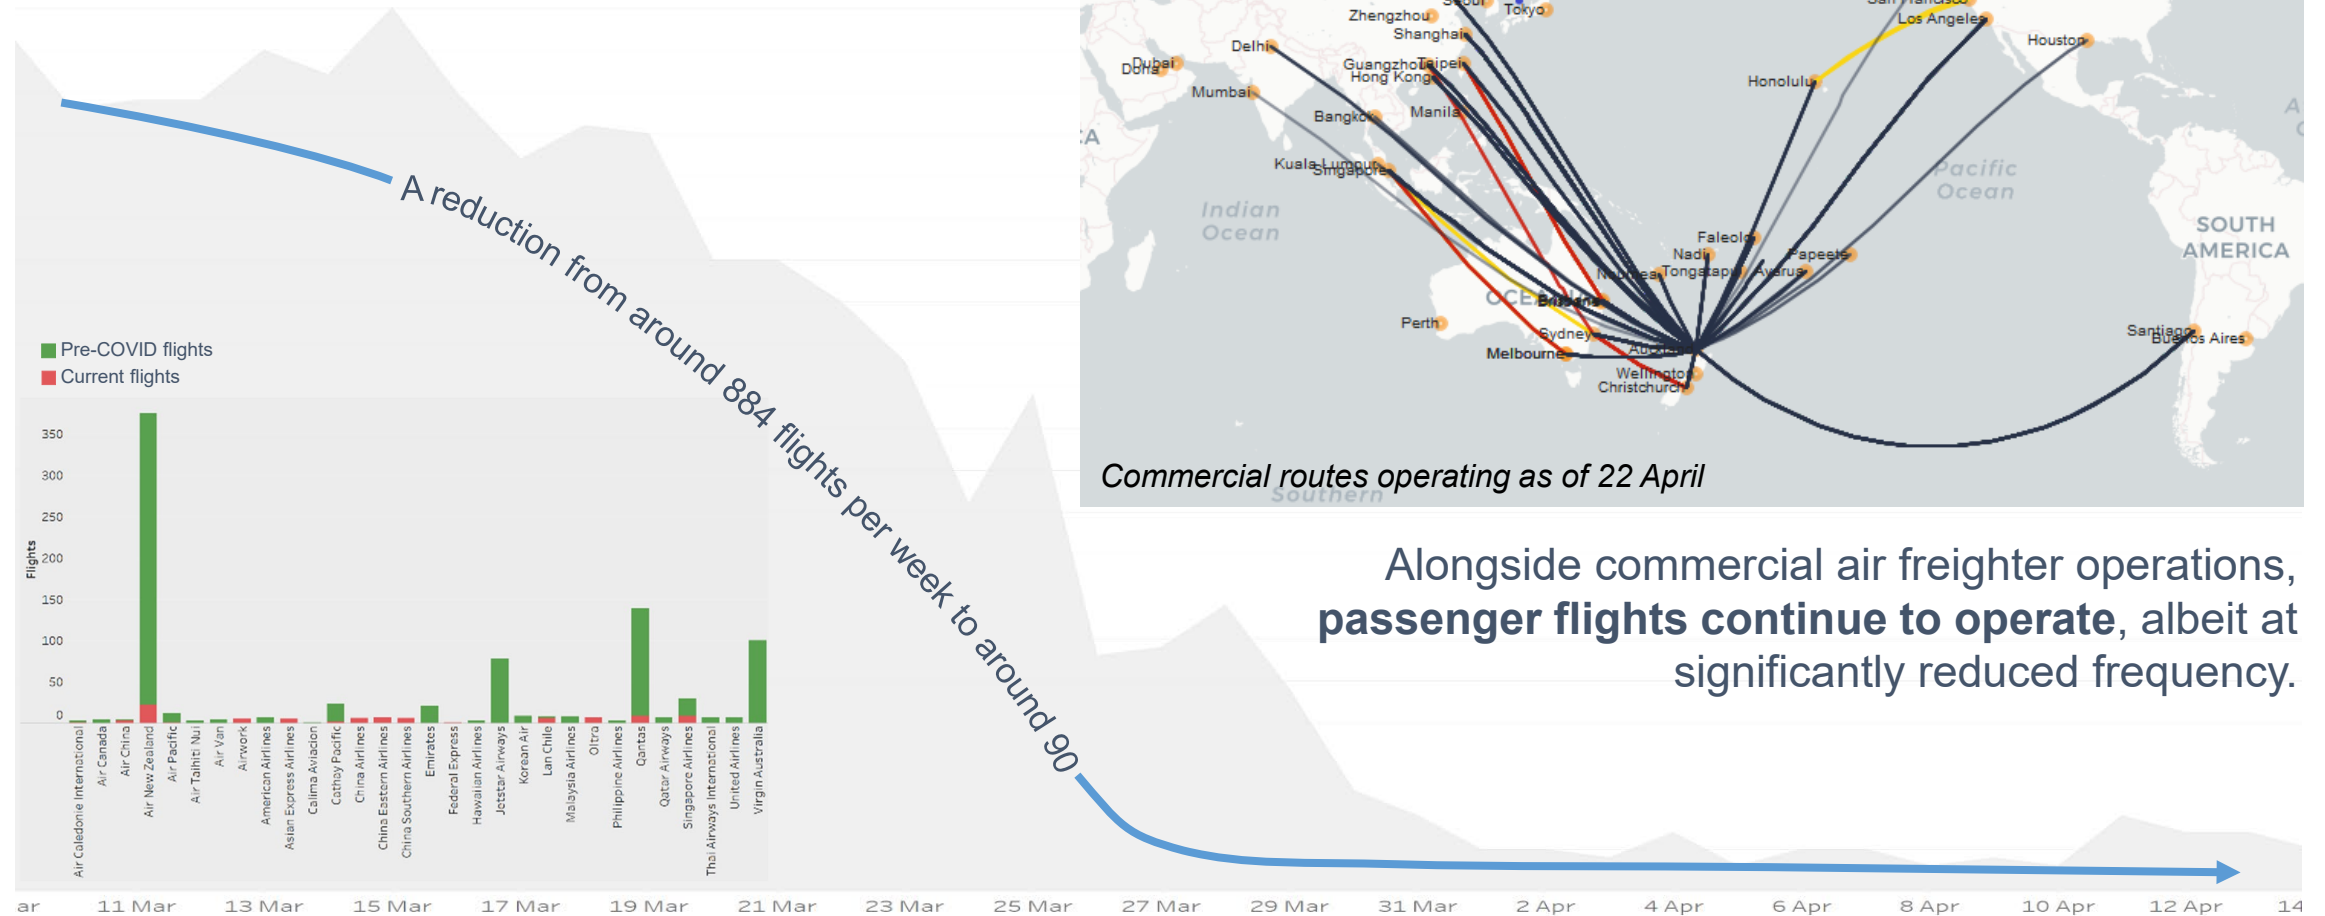 A reduction from around 884 flights per week to around 90
Pre-COVID flights
Current flights
Flights
350
300
250
200
150
100
50
0
Air Caledonie International
Air Canada
Air China
Air New Zealand
Air Pacific
Air Taihiti Nui
Air Van
Airwork
American Airlines
Asian Express Airlines
Calima Aviacion
Cathay Pacific
China Airlines
China Eastern Airlines
China Southern Airlines
Emirates
Federal Express
Hawaiian Airlines
Jetstar Airways
Korean Air
Lan Chile
Malaysia Airlines
Oltra
Philippine Airlines
Qantas
Qatar Airways
Singapore Airlines
Thai Airways International
United Airlines
Virgin Australia
Seoul
Tokyo
Zhengzhou
Shanghai
Delhi
Dubai
Doha
Guangzhou
Taipei
Hong Kong
Mumbai
Manila
Bangkok
Kuala Lumpur
Singapore
San Francisco
Los Angeles
Houston
Honolulu
Pacific
Ocean
Indian
Ocean
SOUTH
AMERICA
Faleolo
Nadi
Papeete
Noumea
Tongatapu
Avarua
Brisbane
Perth
Sydney
Melbourne
Auckland
Wellington
Christchurch
Santiago
Buenos Aires
Commercial routes operating as of 22 April
Southern
Alongside commercial air freighter operations,
passenger flights continue to operate, albeit at
significantly reduced frequency.
ar
11 Mar
13 Mar
15 Mar
17 Mar
19 Mar
21 Mar
23 Mar
25 Mar
27 Mar
29 Mar
31 Mar
2 Apr
4 Apr
6 Apr
8 Apr
10 Apr
12 Apr
14